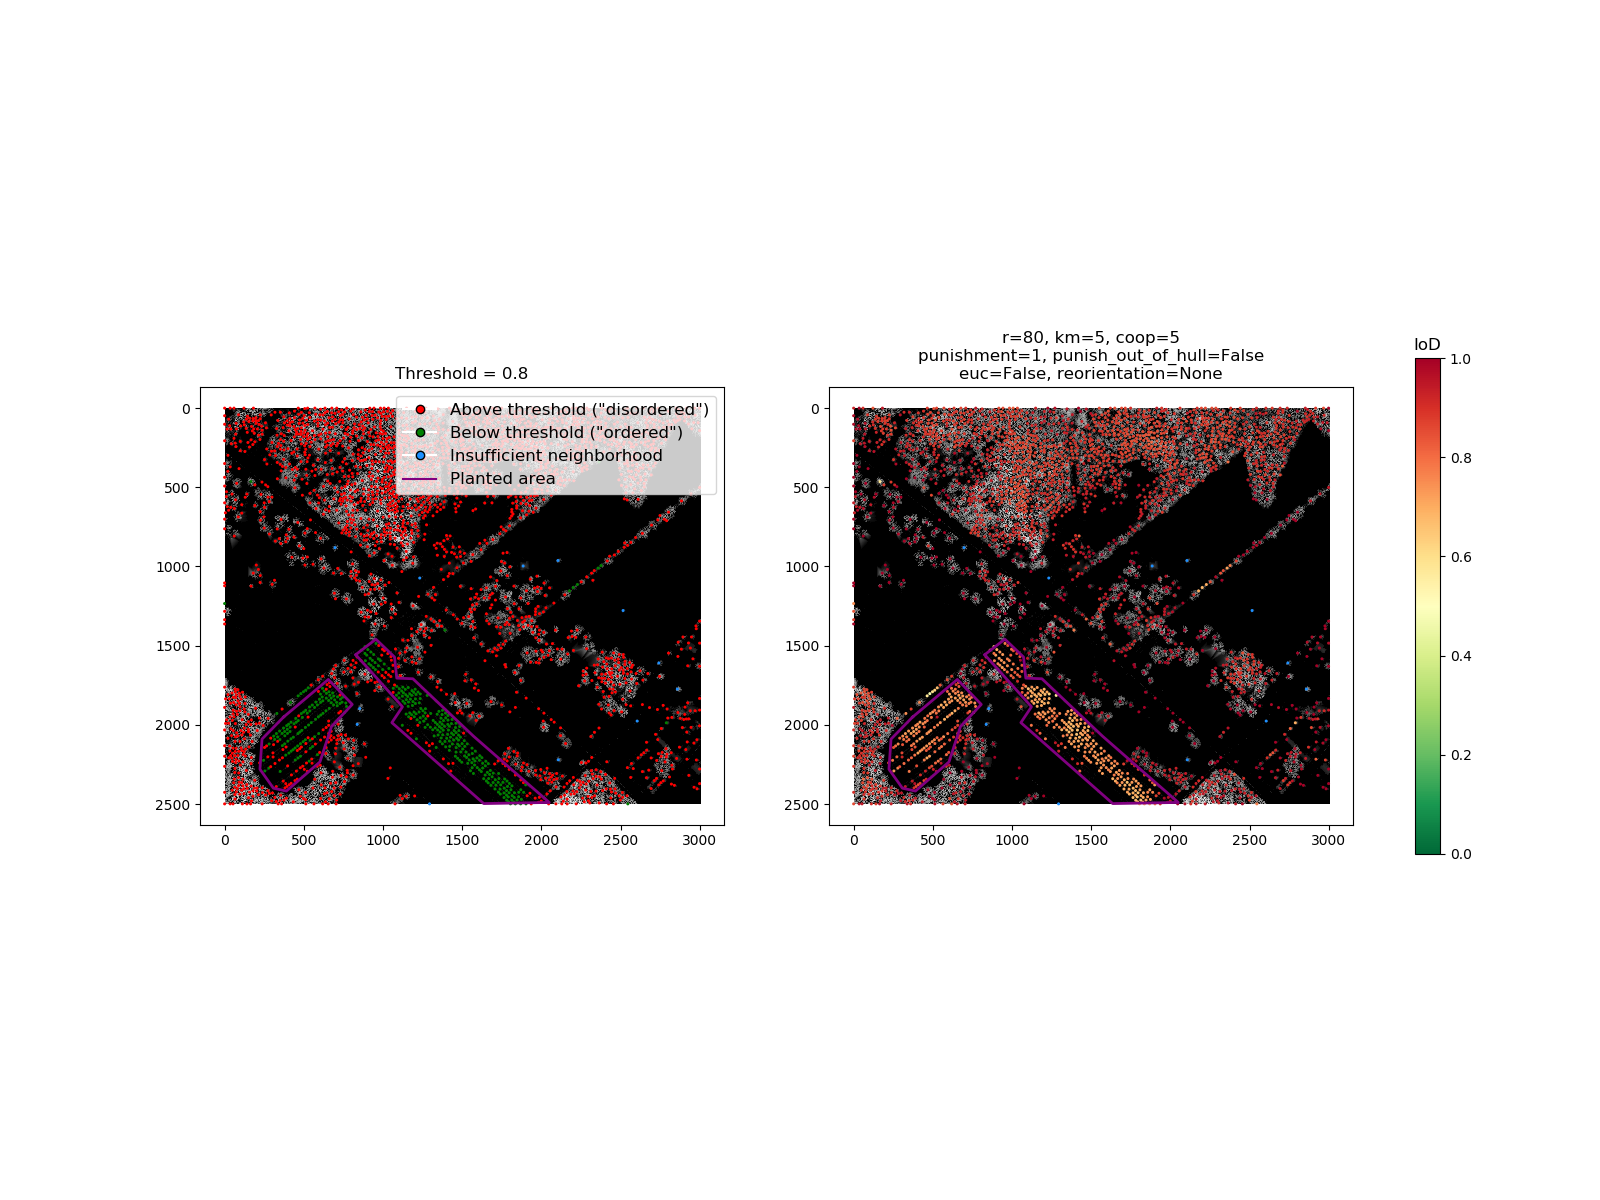 Threshold = 0.8
Above threshold ("disordered")
Below threshold ("ordered")
Insufficient neighborhood
Planted area
0
500
1000
1500
2000
2500
0 500 1000 1500 2000 2500 3000
r=80, km=5, coop=5
punishment=1, punish_out_of_hull=False
euc=False, reorientation=None
0
500
1000
1500
2000
2500
0 500 1000 1500 2000 2500 3000
IoD
1.0
0.8
0.6
0.4
0.2
0.0